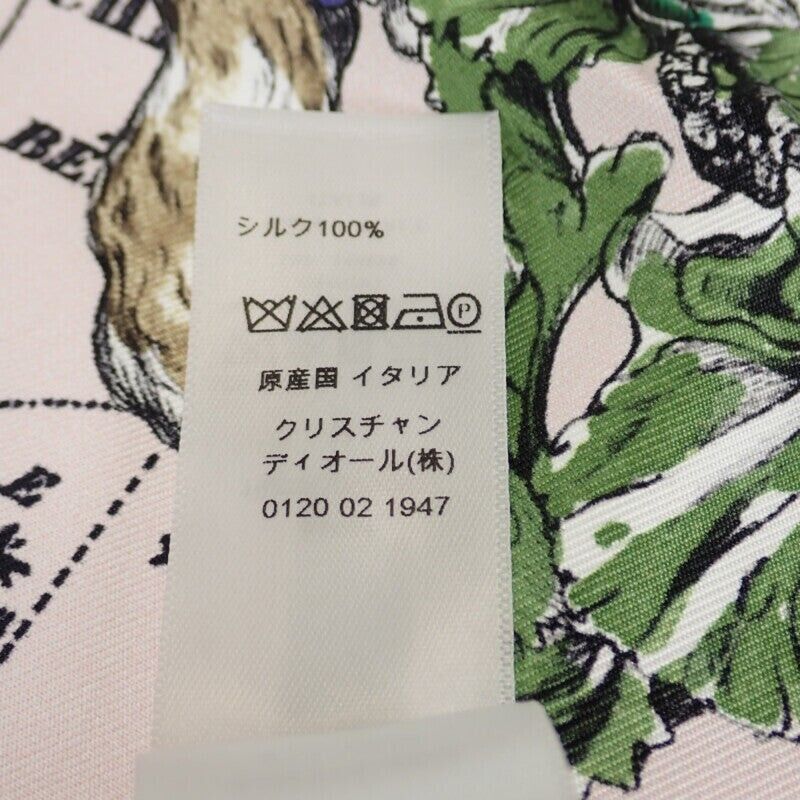 BÉ
シルク100%
P
原産国 イタリア
クリスチャン
ディオール(株)
0120 02 1947
E